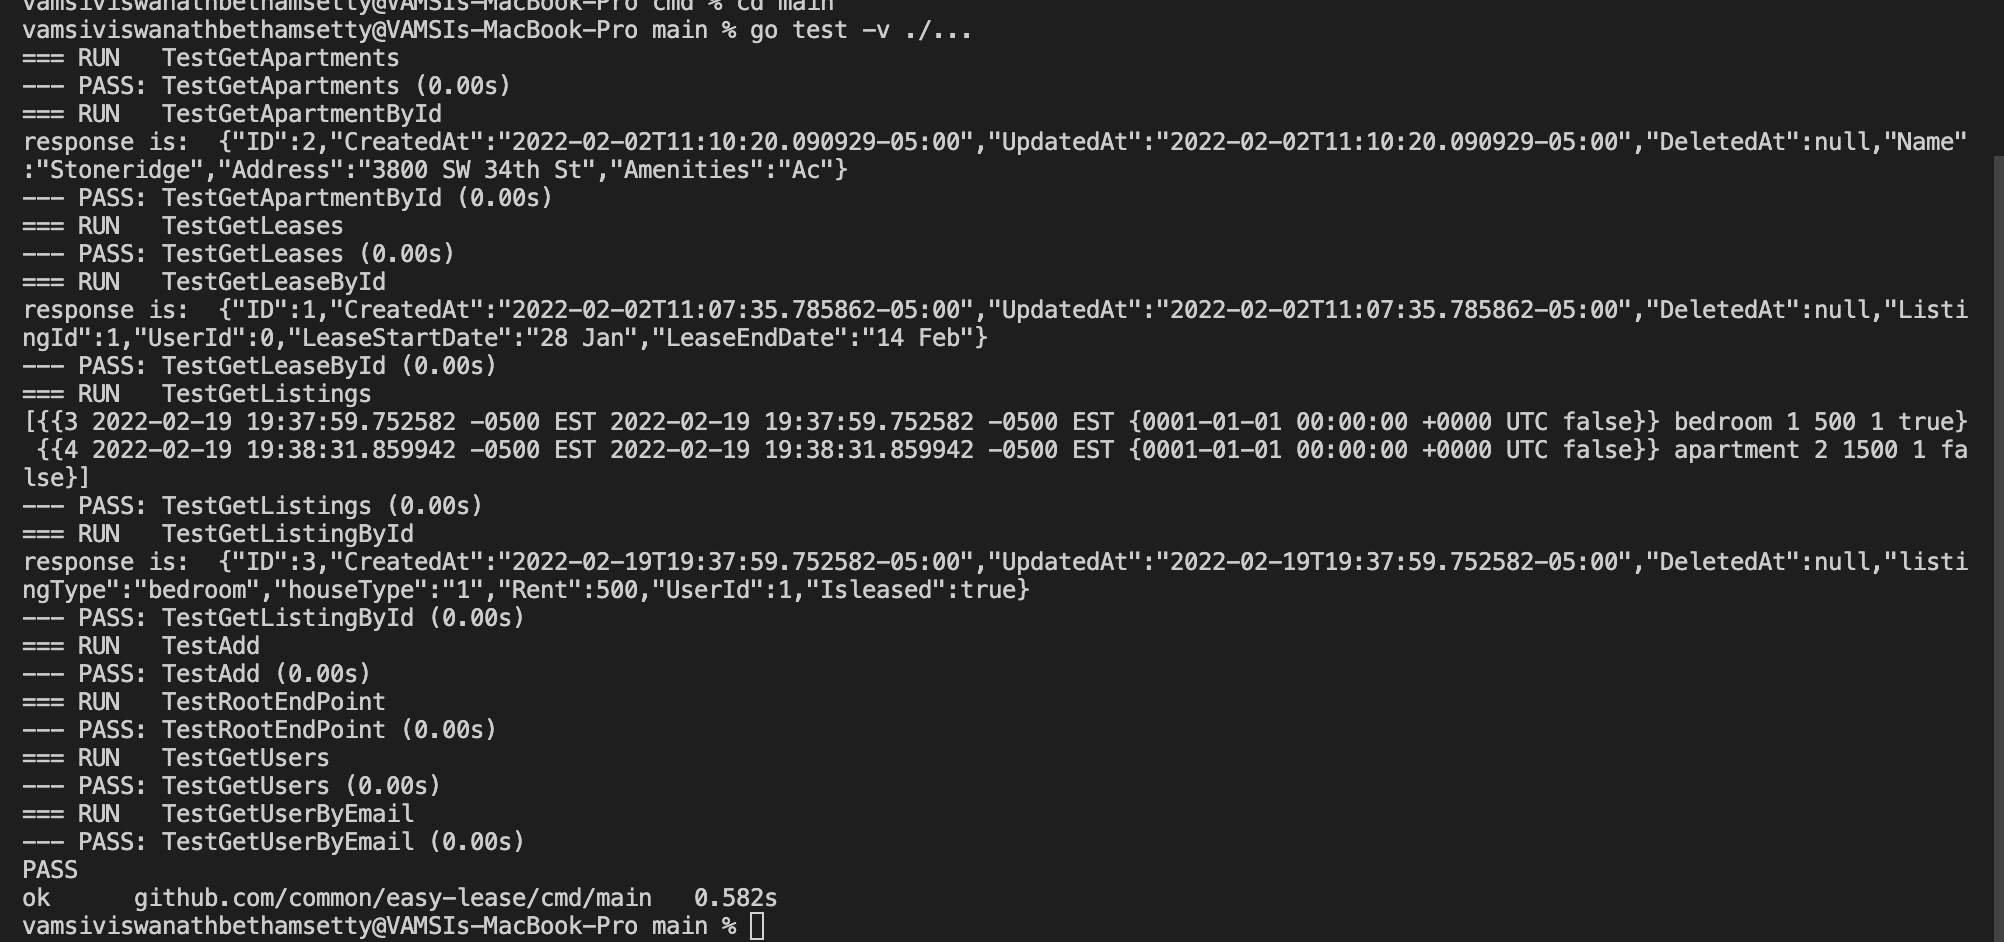 vamsiviswanathbethamsetty@VAMSIs-MacBook-Pro cmd % cd main
vamsiviswanathbethamsetty@VAMSIs-MacBook-Pro main % go test -v ./...
=== RUN   TestGetApartments
--- PASS: TestGetApartments (0.00s)
=== RUN   TestGetApartmentById
response is:  {"ID":2,"CreatedAt":"2022-02-02T11:10:20.090929-05:00","UpdatedAt":"2022-02-02T11:10:20.090929-05:00","DeletedAt":null,"Name"
:"Stoneridge","Address":"3800 SW 34th St","Amenities":"Ac"}
--- PASS: TestGetApartmentById (0.00s)
=== RUN   TestGetLeases
--- PASS: TestGetLeases (0.00s)
=== RUN   TestGetLeaseById
response is:  {"ID":1,"CreatedAt":"2022-02-02T11:07:35.785862-05:00","UpdatedAt":"2022-02-02T11:07:35.785862-05:00","DeletedAt":null,"Listi
ngId":1,"UserId":0,"LeaseStartDate":"28 Jan","LeaseEndDate":"14 Feb"}
--- PASS: TestGetLeaseById (0.00s)
=== RUN   TestGetListings
[{{3 2022-02-19 19:37:59.752582 -0500 EST 2022-02-19 19:37:59.752582 -0500 EST {0001-01-01 00:00:00 +0000 UTC false}} bedroom 1 500 1 true}
 {{4 2022-02-19 19:38:31.859942 -0500 EST 2022-02-19 19:38:31.859942 -0500 EST {0001-01-01 00:00:00 +0000 UTC false}} apartment 2 1500 1 fa
lse}]
--- PASS: TestGetListings (0.00s)
=== RUN   TestGetListingById
response is:  {"ID":3,"CreatedAt":"2022-02-19T19:37:59.752582-05:00","UpdatedAt":"2022-02-19T19:37:59.752582-05:00","DeletedAt":null,"listi
ngType":"bedroom","houseType":"1","Rent":500,"UserId":1,"Isleased":true}
--- PASS: TestGetListingById (0.00s)
=== RUN   TestAdd
--- PASS: TestAdd (0.00s)
=== RUN   TestRootEndPoint
--- PASS: TestRootEndPoint (0.00s)
=== RUN   TestGetUsers
--- PASS: TestGetUsers (0.00s)
=== RUN   TestGetUserByEmail
--- PASS: TestGetUserByEmail (0.00s)
PASS
ok      github.com/common/easy-lease/cmd/main   0.582s
vamsiviswanathbethamsetty@VAMSIs-MacBook-Pro main %